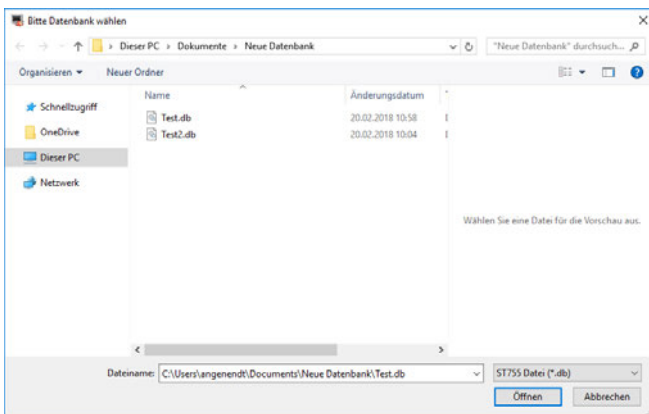 Bitte Datenbank wählen
Dieser PC › Dokumente › Neue Datenbank
"Neue Datenbank" durchsuch...
Organisieren
Neuer Ordner
Schnellzugriff
OneDrive
Dieser PC
Netzwerk
Name
Änderungsdatum
Test.db
20.02.2018 10:58
Test2.db
20.02.2018 10:04
Wählen Sie eine Datei für die Vorschau aus.
Dateiname: C:\Users\angenendt\Documents\Neue Datenbank\Test.db
ST755 Datei (*.db)
Öffnen
Abbrechen